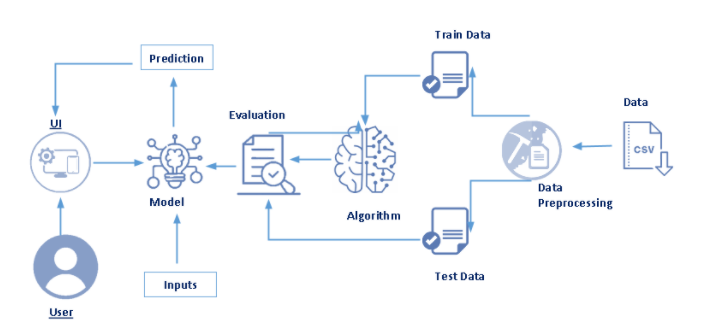 Train Data
Prediction
Data
Evaluation
UI
CSV
Model
Algorithm
Data
Preprocessing
Inputs
Test Data
User